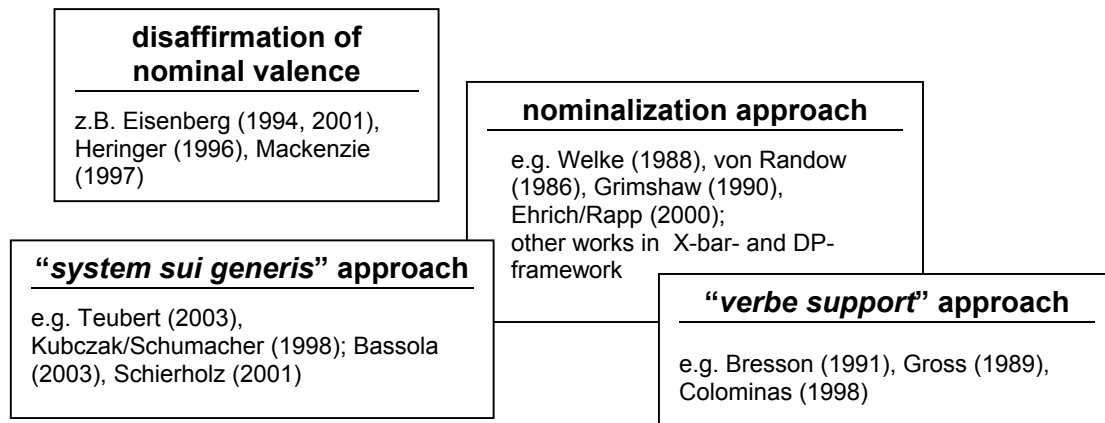 disaffirmation of
nominal valence
z.B. Eisenberg (1994, 2001),
Heringer (1996), Mackenzie
(1997)
nominalization approach
e.g. Welke (1988), von Randow
(1986), Grimshaw (1990),
Ehrich/Rapp (2000);
other works in X-bar- and DP-
framework
“system sui generis” approach
e.g. Teubert (2003),
Kubczak/Schumacher (1998); Bassola
(2003), Schierholz (2001)
“verbe support” approach
e.g. Bresson (1991), Gross (1989),
Colominas (1998)